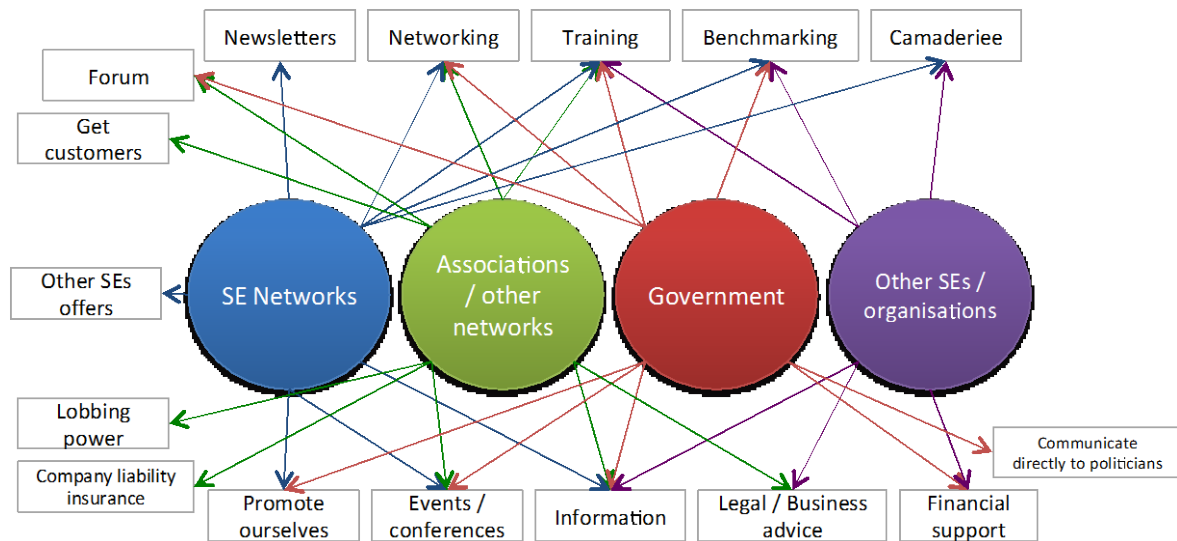 Newsletters
Networking
Training
Benchmarking
Camaderiee
Forum
Get
customers
SE Networks
Associations
/ other
networks
Government
Other SEs /
organisations
Other SEs
offers
Lobbing
power
Company liability
insurance
Promote
ourselves
Events /
conferences
Information
Legal / Business
advice
Financial
support
Communicate
directly to politicians